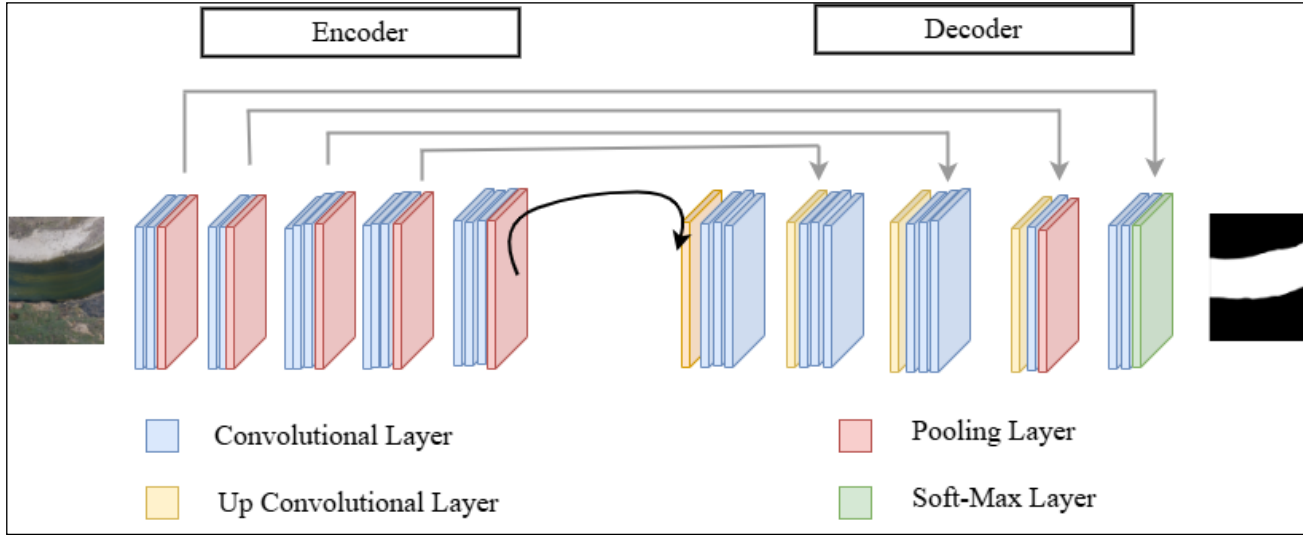 Encoder
Decoder
Convolutional Layer
Pooling Layer
Up Convolutional Layer
Soft-Max Layer